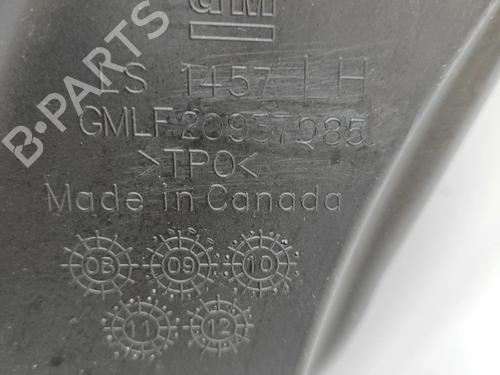 GM
LS 1457 LH
GMLF 20957985
>TPO<
Made in Canada
08 09 10
11 12
B-PARTS